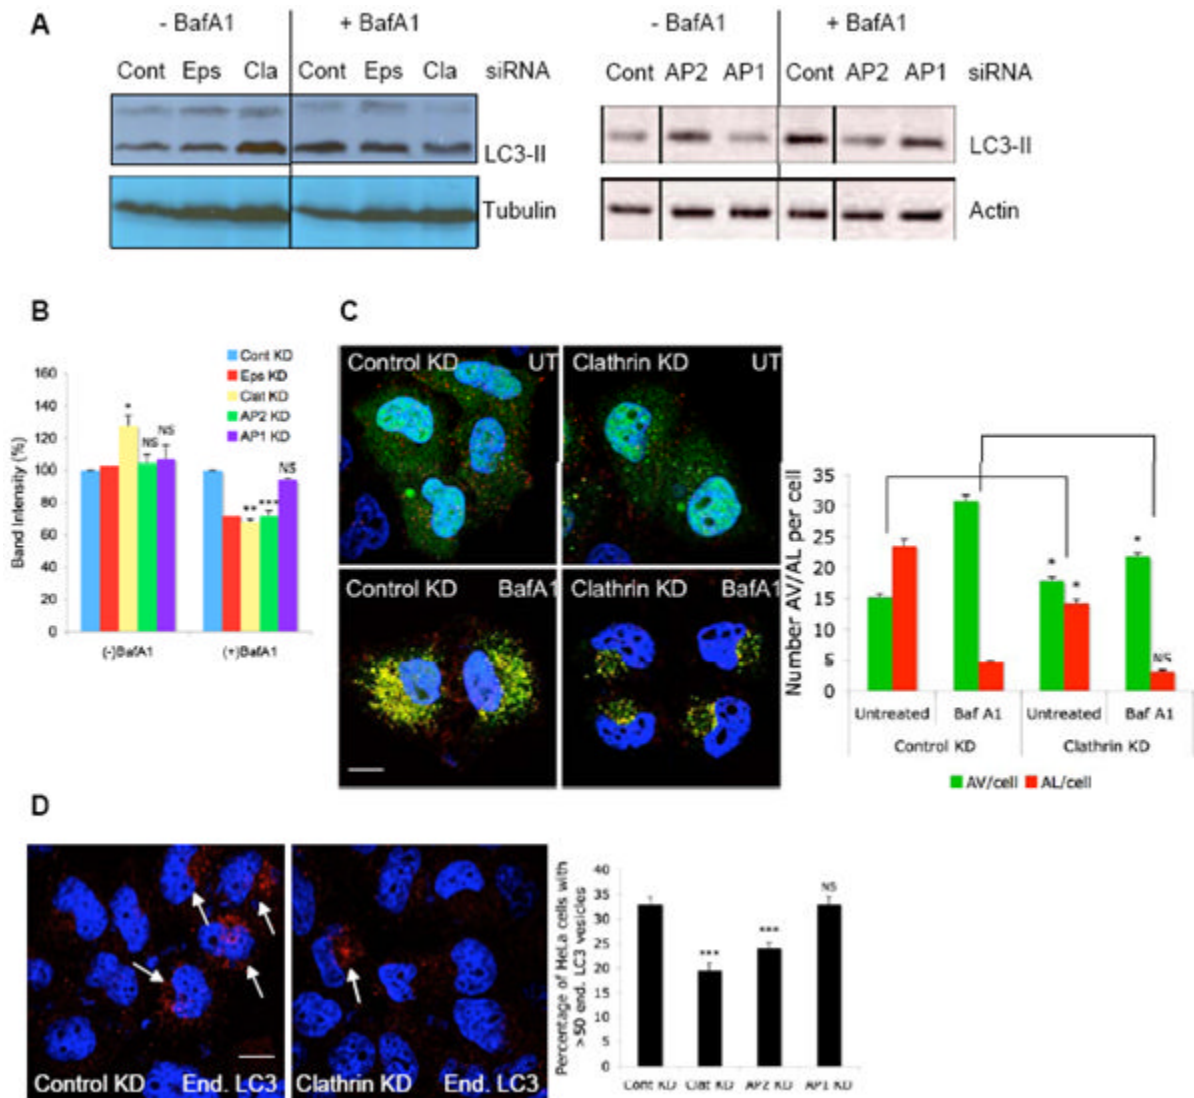 A
- BafA1
+ BafA1
Cont Eps Cla Cont Eps Cla siRNA
LC3-II
Tubulin
- BafA1
+ BafA1
Cont AP2 AP1 Cont AP2 AP1 siRNA
LC3-II
Actin
B
Cont KD
Eps KD
Clat KD
AP2 KD
AP1 KD
Band Intensity (%)
160
140
120
100
80
60
40
20
0
*
NS
NS
**
***
NS
(-)BafA1
(+)BafA1
C
Control KD UT
Clathrin KD UT
Control KD BafA1
Clathrin KD BafA1
Number AV/AL per cell
35
30
25
20
15
10
5
0
*
*
*
NS
Untreated Baf A1 Untreated Baf A1
Control KD Clathrin KD
AV/cell AL/cell
D
Control KD End. LC3
Clathrin KD End. LC3
Percentage of HeLa cells with
>50 end. LC3 vesicles
40
35
30
25
20
15
10
5
0
***
***
NS
Cont KD Clat KD AP2 KD AP1 KD